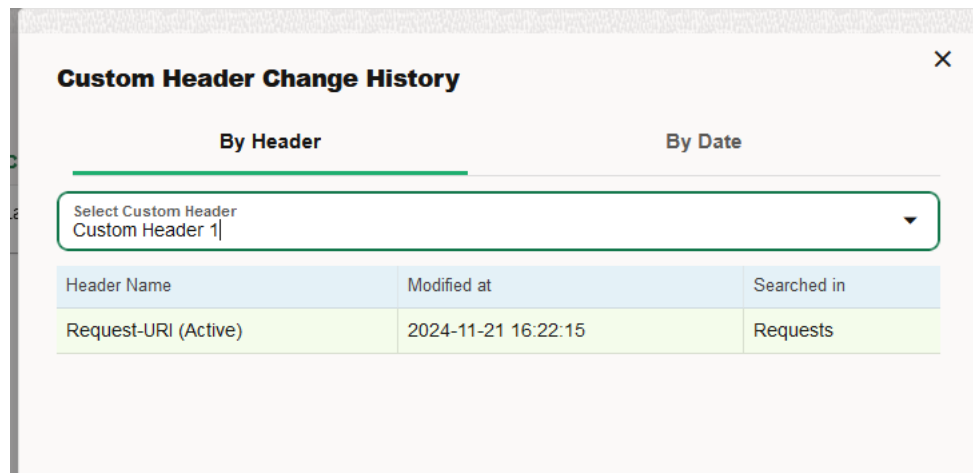 Custom Header Change History
By Header By Date
Select Custom Header
Custom Header 1
Header Name Modified at Searched in
Request-URI (Active) 2024-11-21 16:22:15 Requests